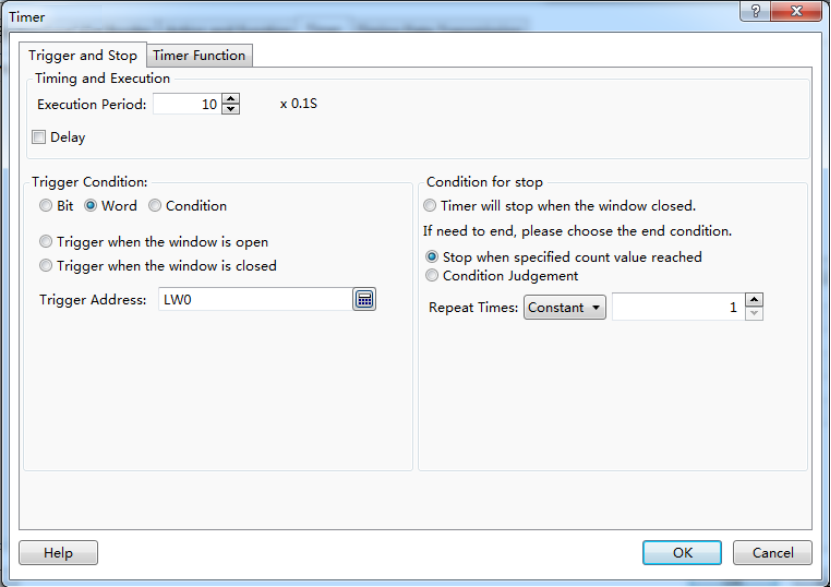 Timer
Trigger and Stop
Timer Function
Timing and Execution
Execution Period: 10 x 0.1S
Delay
Trigger Condition:
Bit Word Condition
Trigger when the window is open
Trigger when the window is closed
Trigger Address: LW0
Condition for stop
Timer will stop when the window closed.
If need to end, please choose the end condition.
Stop when specified count value reached
Condition Judgement
Repeat Times: Constant 1
Help
OK
Cancel